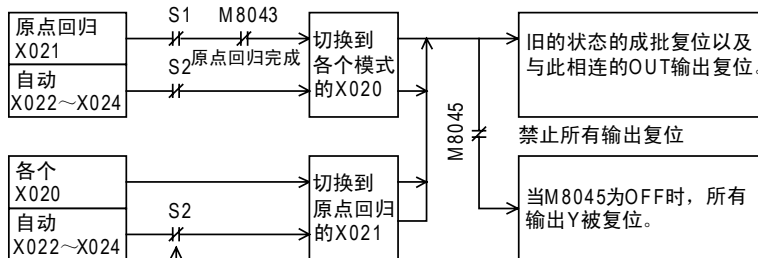 原点回归
X021
S1
M8043
原点回归完成
自动
X022～X024
S2
切换到
各个模式
的X020
旧的状态的成批复位以及
与此相连的OUT输出复位。
M8045
禁止所有输出复位
各个
X020
自动
X022～X024
S2
切换到
原点回归
的X021
当M8045为OFF时，所有
输出Y被复位。